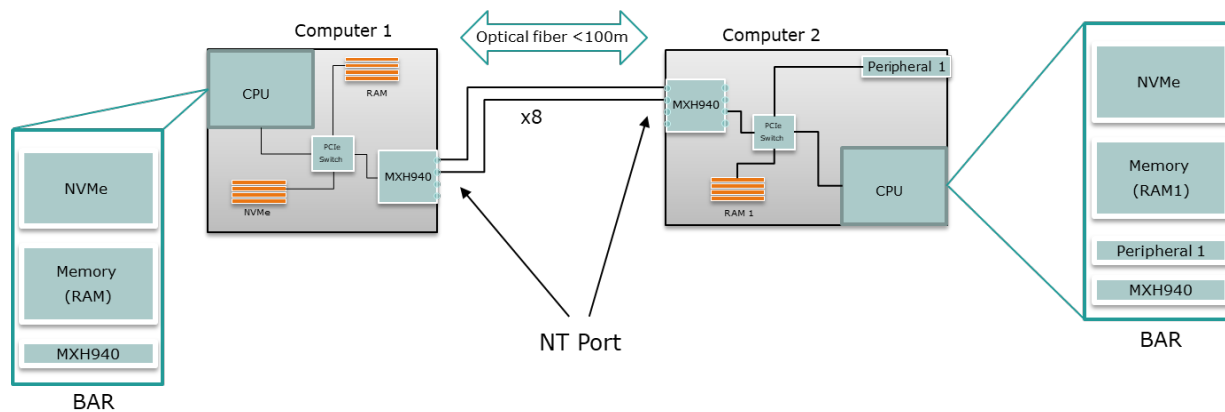 Computer 1
Optical fiber <100m
Computer 2
CPU
RAM
PCIe
Switch
MXH940
NVMe
x8
MXH940
Peripheral 1
PCIe
Switch
RAM 1
CPU
NVMe
Memory
(RAM)
MXH940
BAR
NT Port
NVMe
Memory
(RAM1)
Peripheral 1
MXH940
BAR